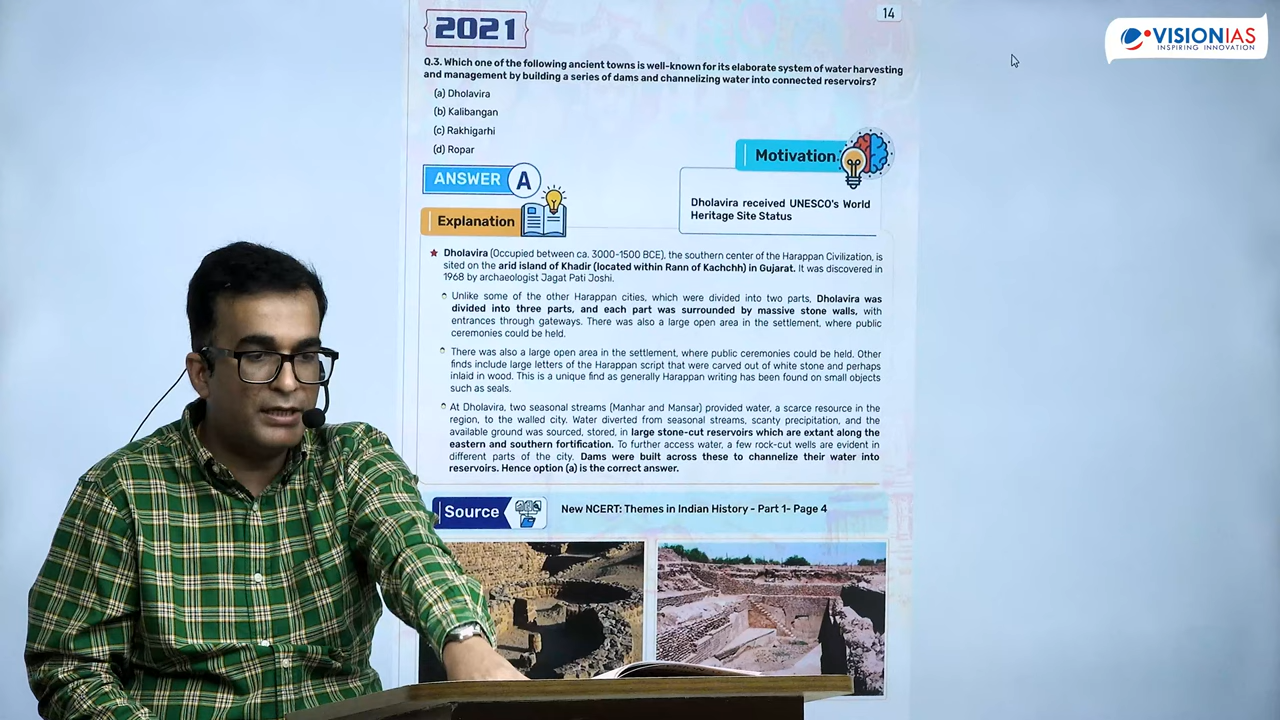 2021
14
VISIONIAS
INSPIRING INNOVATION
Q.3. Which one of the following ancient towns is well-known for its elaborate system of water harvesting
and management by building a series of dams and channelizing water into connected reservoirs?
(a) Dholavira
(b) Kalibangan
(c) Rakhigarhi
(d) Ropar
Motivation
ANSWER A
Dholavira received UNESCO's World
Heritage Site Status
Explanation
Dholavira (Occupied between ca. 3000-1500 BCE), the southern center of the Harappan Civilization, is
sited on the arid island of Khadir (located within Rann of Kachchh) in Gujarat. It was discovered in
1968 by archaeologist Jagat Pati Joshi.
Unlike some of the other Harappan cities, which were divided into two parts, Dholavira was
divided into three parts, and each part was surrounded by massive stone walls, with
entrances through gateways. There was also a large open area in the settlement, where public
ceremonies could be held.
There was also a large open area in the settlement, where public ceremonies could be held. Other
finds include large letters of the Harappan script that were carved out of white stone and perhaps
inlaid in wood. This is a unique find as generally Harappan writing has been found on small objects
such as seals.
At Dholavira, two seasonal streams (Manhar and Mansar) provided water, a scarce resource in the
region, to the walled city. Water diverted from seasonal streams, scanty precipitation, and the
available ground was sourced, stored, in large stone-cut reservoirs which are extant along the
eastern and southern fortification. To further access water, a few rock-cut wells are evident in
different parts of the city. Dams were built across these to channelize their water into
reservoirs. Hence option (a) is the correct answer.
Source
New NCERT: Themes in Indian History - Part 1- Page 4